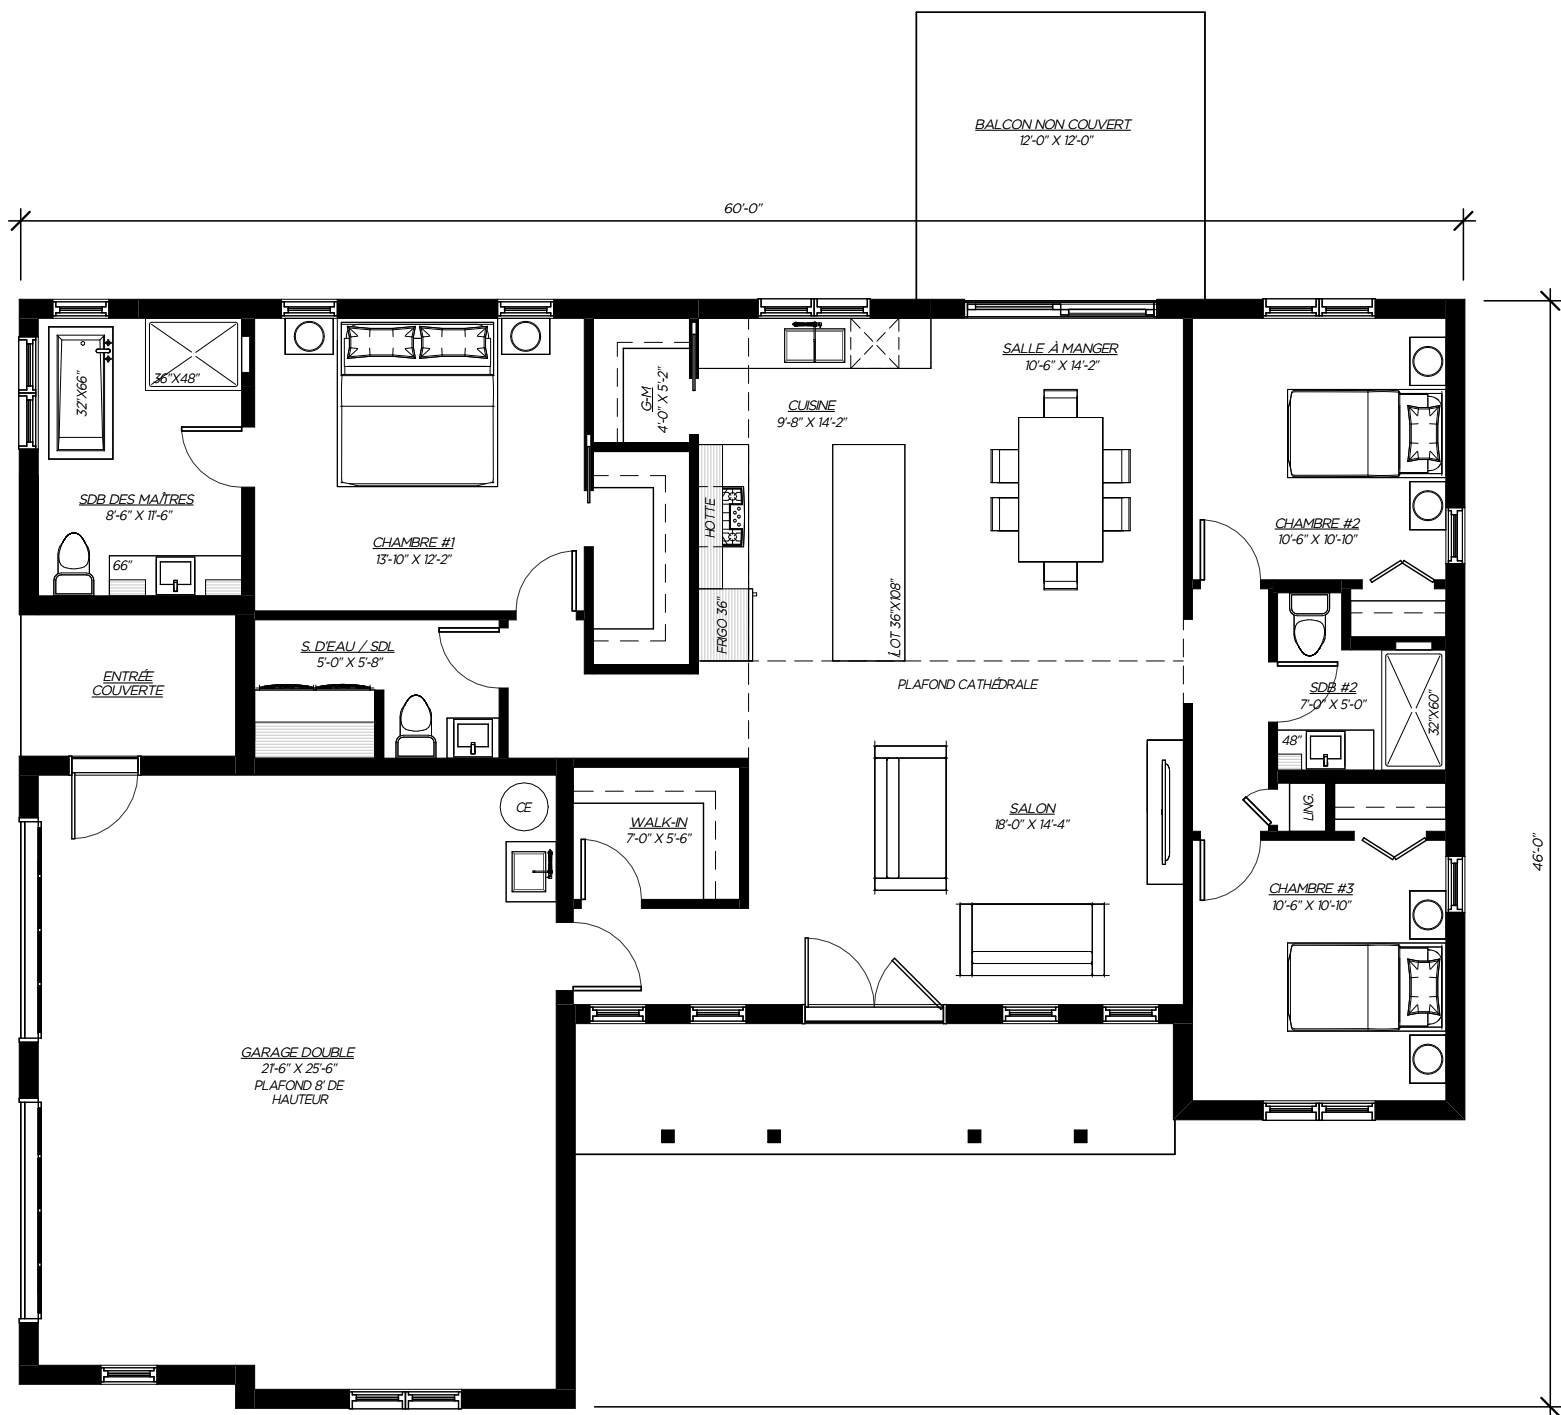 BALCON NON COUVERT
12'-0" X 12'-0"
60'-0"
SALLE À MANGER
10'-6" X 14'-2"
36"X48"
32"X66"
G-M
4'-0" X 5'-2"
CUISINE
9'-8" X 14'-2"
SDB DES MAÎTRES
8'-6" X 11'-6"
HOTTE
CHAMBRE #2
10'-6" X 10'-10"
CHAMBRE #1
13'-10" X 12'-2"
66"
FRIGO 36"
ÎLOT 36"X108"
S. D'EAU / SDL
5'-0" X 5'-8"
ENTRÉE
COUVERTE
PLAFOND CATHÉDRALE
SDB #2
7'-0" X 5'-0"
32"X60"
48"
CE
WALK-IN
7'-0" X 5'-6"
SALON
18'-0" X 14'-4"
LING.
46'-0"
CHAMBRE #3
10'-6" X 10'-10"
GARAGE DOUBLE
21'-6" X 25'-6"
PLAFOND 8' DE
HAUTEUR